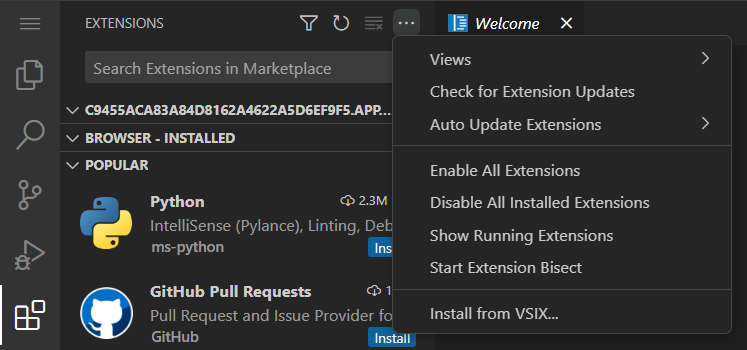 EXTENSIONS
Welcome
Search Extensions in Marketplace
C9455ACA83A84D8162A4622A5D6EF9F5.APP...
BROWSER - INSTALLED
POPULAR
Python 2.3M
IntelliSense (Pylance), Linting, Deb
ms-python
Ins
GitHub Pull Requests 1
Pull Request and Issue Provider fo
GitHub
Install
Views
Check for Extension Updates
Auto Update Extensions
Enable All Extensions
Disable All Installed Extensions
Show Running Extensions
Start Extension Bisect
Install from VSIX...